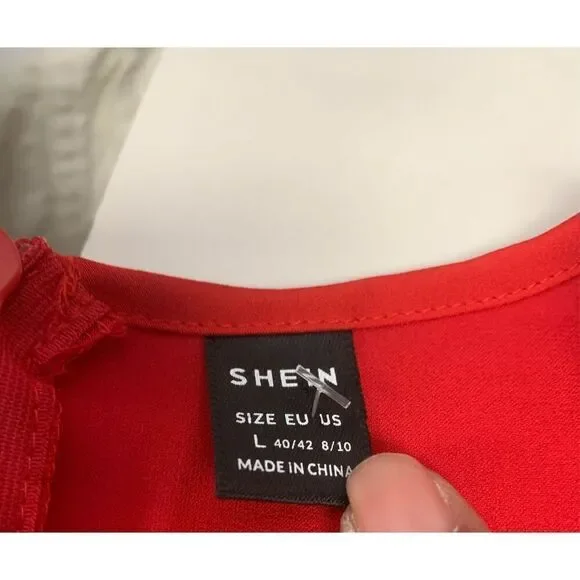 SHEIN
SIZE EU US
L 40/42 8/10
MADE IN CHINA